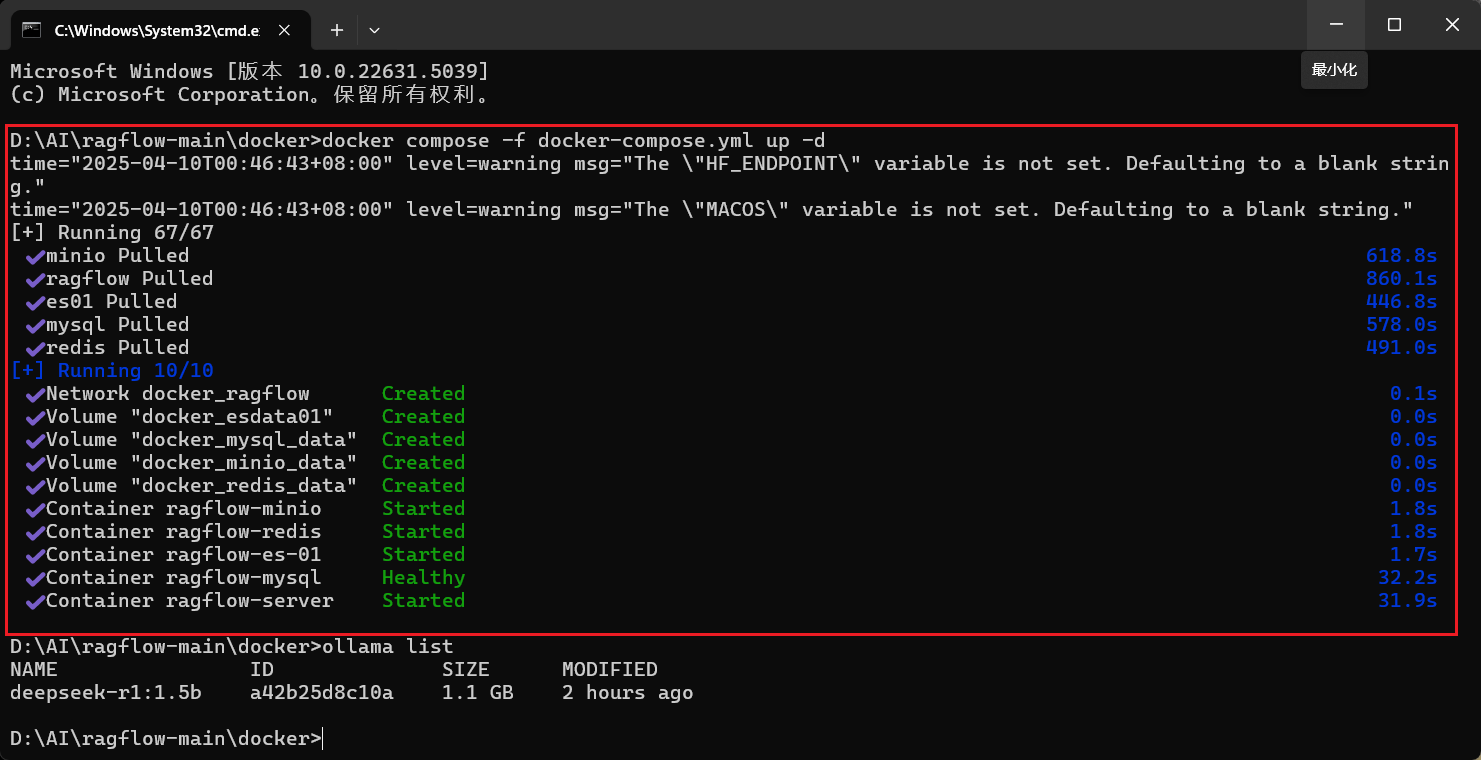 C:\Windows\System32\cmd.e
最小化
Microsoft Windows [版本 10.0.22631.5039]
(c) Microsoft Corporation。保留所有权利。
D:\AI\ragflow-main\docker>docker compose -f docker-compose.yml up -d
time="2025-04-10T00:46:43+08:00" level=warning msg="The \"HF_ENDPOINT\" variable is not set. Defaulting to a blank strin
g."
time="2025-04-10T00:46:43+08:00" level=warning msg="The \"MACOS\" variable is not set. Defaulting to a blank string."
[+] Running 67/67
✔minio Pulled 618.8s
✔ragflow Pulled 860.1s
✔es01 Pulled 446.8s
✔mysql Pulled 578.0s
✔redis Pulled 491.0s
[+] Running 10/10
✔Network docker_ragflow Created 0.1s
✔Volume "docker_esdata01" Created 0.0s
✔Volume "docker_mysql_data" Created 0.0s
✔Volume "docker_minio_data" Created 0.0s
✔Volume "docker_redis_data" Created 0.0s
✔Container ragflow-minio Started 1.8s
✔Container ragflow-redis Started 1.8s
✔Container ragflow-es-01 Started 1.7s
✔Container ragflow-mysql Healthy 32.2s
✔Container ragflow-server Started 31.9s
D:\AI\ragflow-main\docker>ollama list
NAME ID SIZE MODIFIED
deepseek-r1:1.5b a42b25d8c10a 1.1 GB 2 hours ago
D:\AI\ragflow-main\docker>